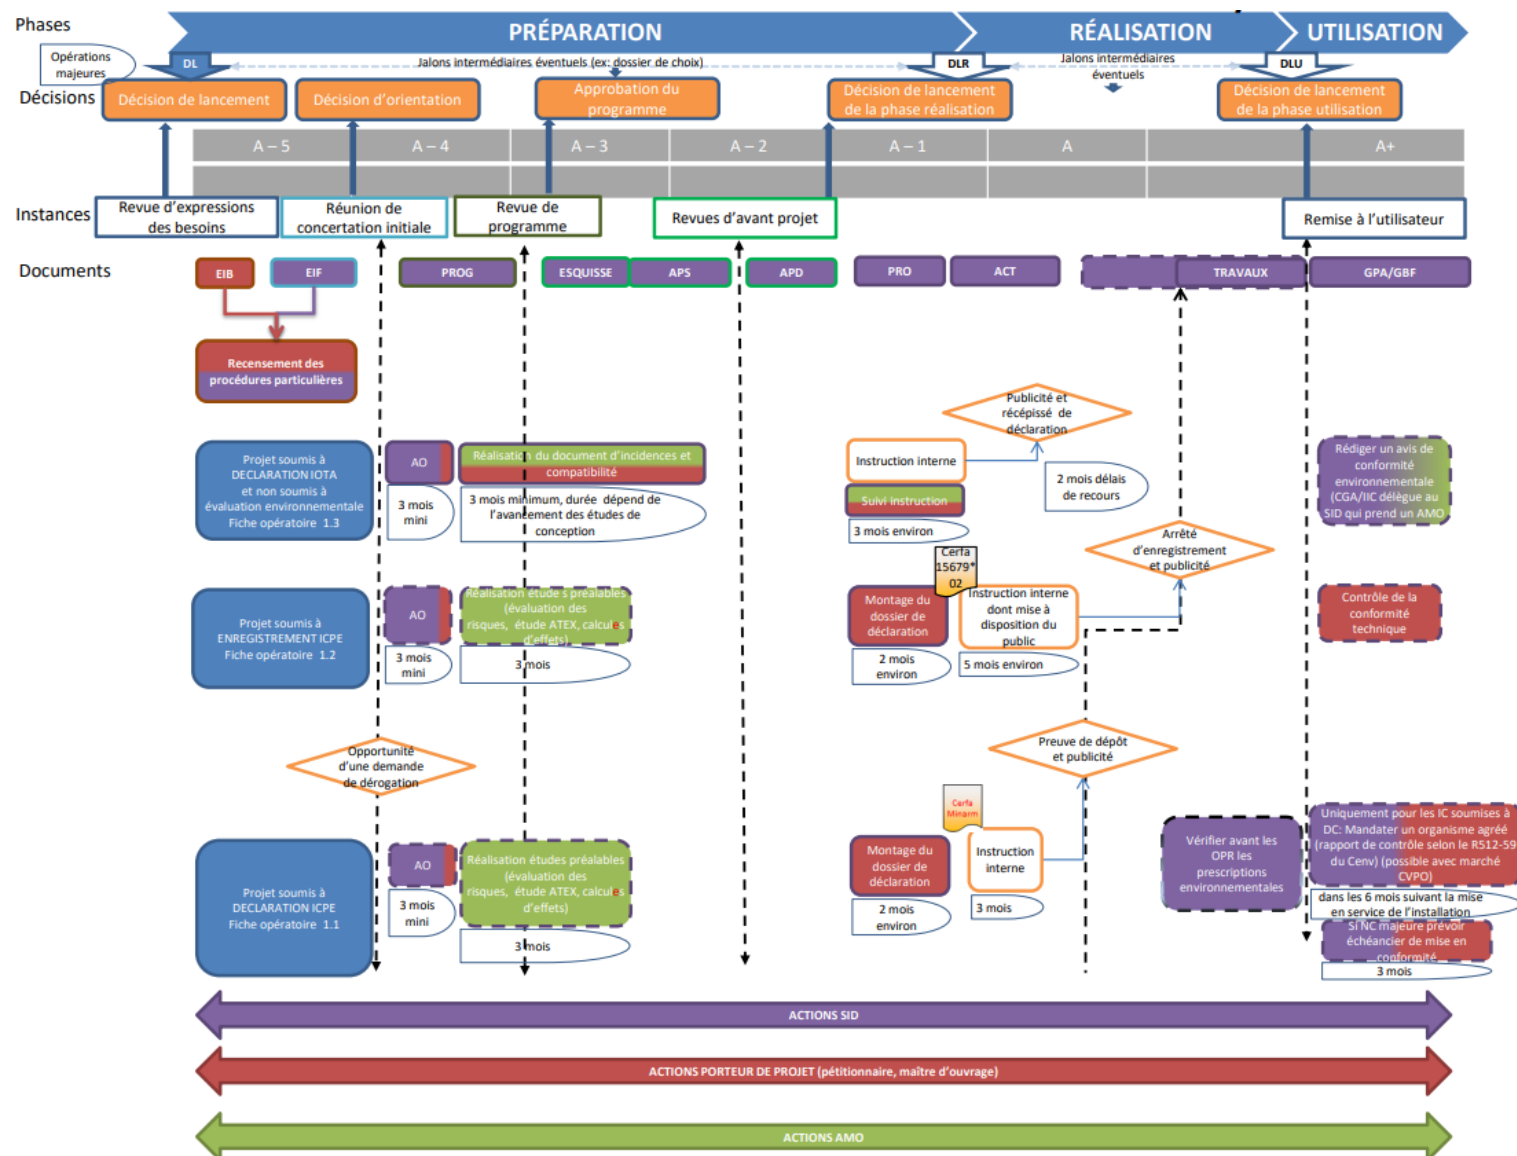 Phases
PRÉPARATION
RÉALISATION
UTILISATION
Opérations
majeures
DL
Jalons intermédiaires éventuels (ex: dossier de choix)
DLR
Jalons intermédiaires
éventuels
DLU
Décisions
Décision de lancement
Décision d'orientation
Approbation du
programme
Décision de lancement
de la phase réalisation
Décision de lancement
de la phase utilisation
A – 5
A – 4
A – 3
A – 2
A – 1
A
A+
Instances
Revue d'expressions
des besoins
Réunion de
concertation initiale
Revue de
programme
Revues d'avant projet
Remise à l'utilisateur
Documents
EIB
EIF
PROG
ESQUISSE
APS
APD
PRO
ACT
TRAVAUX
GPA/GBF
Recensement des
procédures particulières
Publicité et
récépissé de
déclaration
Projet soumis à
DECLARATION IOTA
et non soumis à
évaluation environnementale
Fiche opératoire 1.3
AO
3 mois
mini
Réalisation du document d'incidences et
compatibilité
3 mois minimum, durée dépend de
l'avancement des études de
conception
Instruction interne
Suivi instruction
3 mois environ
2 mois délais
de recours
Rédiger un avis de
conformité
environnementale
(CGA/IIC délègue au
SID qui prend un AMO
Arrêté
d'enregistrement
et publicité
Projet soumis à
ENREGISTREMENT ICPE
Fiche opératoire 1.2
AO
3 mois
mini
Réalisation étude s préalables
(évaluation des
risques, étude ATEX, calcules
d'effets)
3 mois
Cerfa
15679*
02
Montage du
dossier de
déclaration
2 mois
environ
Instruction interne
dont mise à
disposition du
public
5 mois environ
Contrôle de la
conformité
technique
Opportunité
d'une demande
de dérogation
Preuve de dépôt
et publicité
Projet soumis à
DECLARATION ICPE
Fiche opératoire 1.1
AO
3 mois
mini
Réalisation études préalables
(évaluation des
risques, étude ATEX, calcules
d'effets)
3 mois
Cerfa
Minarm
Montage du
dossier de
déclaration
2 mois
environ
Instruction
interne
3 mois
Vérifier avant les
OPR les
prescriptions
environnementales
Uniquement pour les IC soumises à
DC: Mandater un organisme agréé
(rapport de contrôle selon le R512-59
du Cenv) (possible avec marché
CVPO)
dans les 6 mois suivant la mise
en service de l'installation
Si NC majeure prévoir
échéancier de mise en
conformité
3 mois
ACTIONS SID
ACTIONS PORTEUR DE PROJET (pétitionnaire, maître d'ouvrage)
ACTIONS AMO